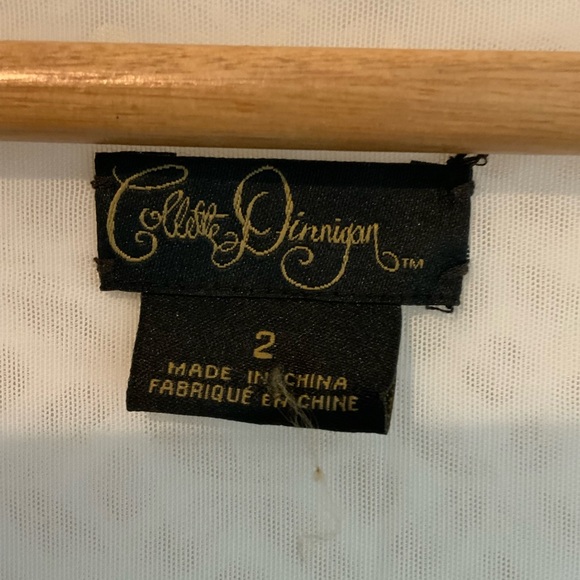 Collette Dinnigan™
2
MADE IN CHINA
FABRIQUÉ EN CHINE